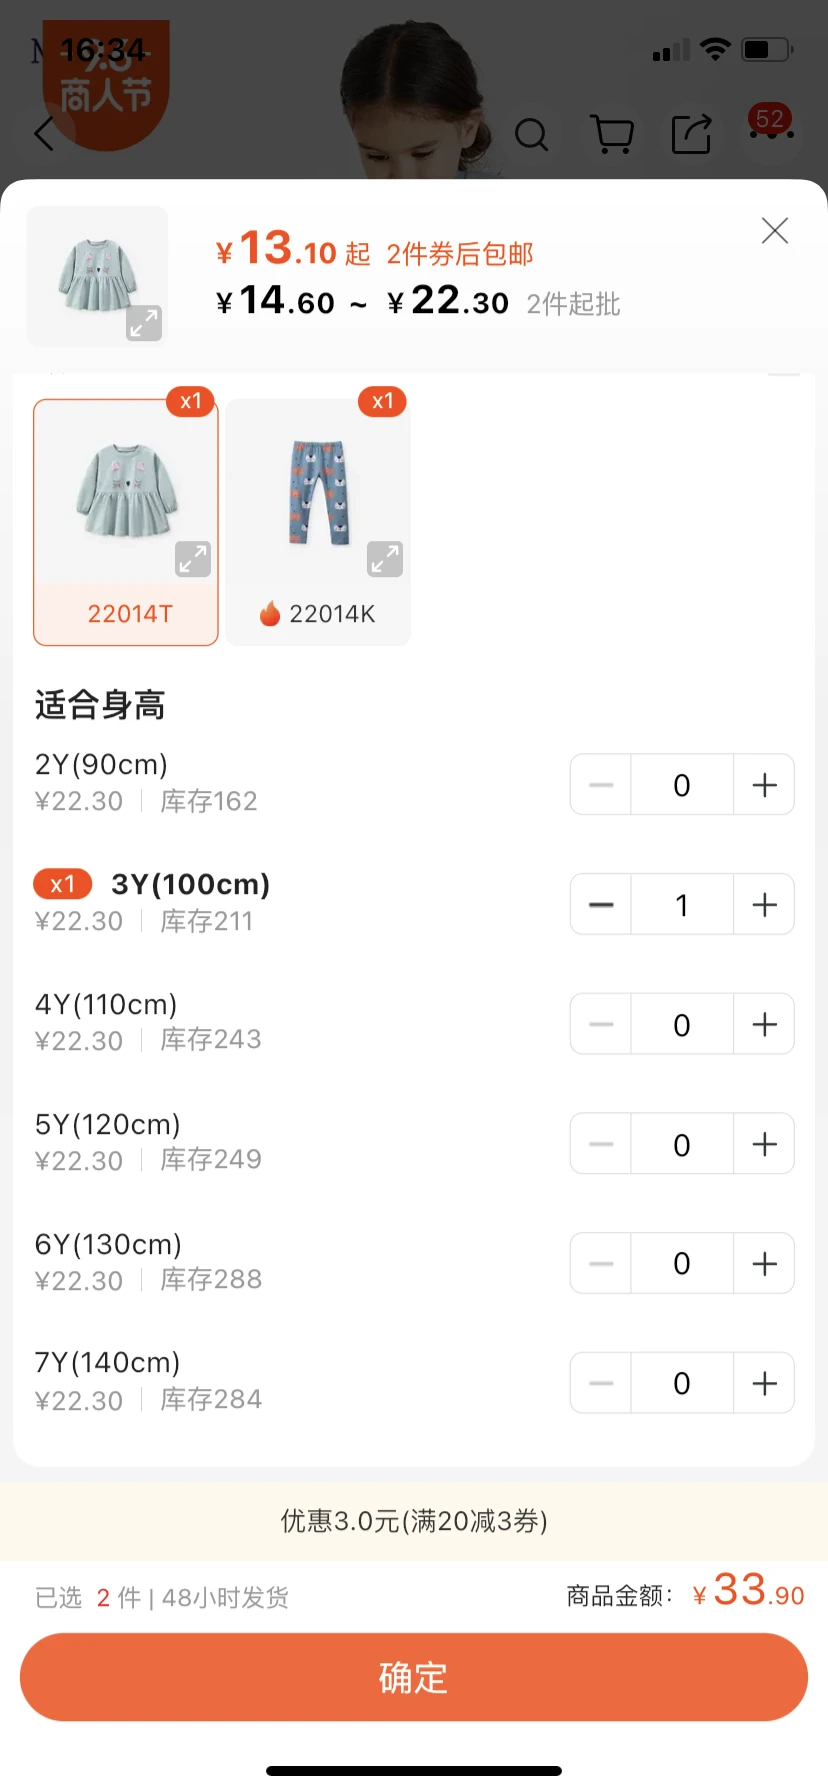 16:34
商人节
52
¥13.10 起 2件券后包邮
¥14.60 ~ ¥22.30 2件起批
x1
x1
22014T
22014K
适合身高
2Y(90cm)
¥22.30 | 库存162
0
x1 3Y(100cm)
¥22.30 | 库存211
1
4Y(110cm)
¥22.30 | 库存243
0
5Y(120cm)
¥22.30 | 库存249
0
6Y(130cm)
¥22.30 | 库存288
0
7Y(140cm)
¥22.30 | 库存284
0
优惠3.0元(满20减3券)
已选 2 件 | 48小时发货
商品金额: ¥33.90
确定